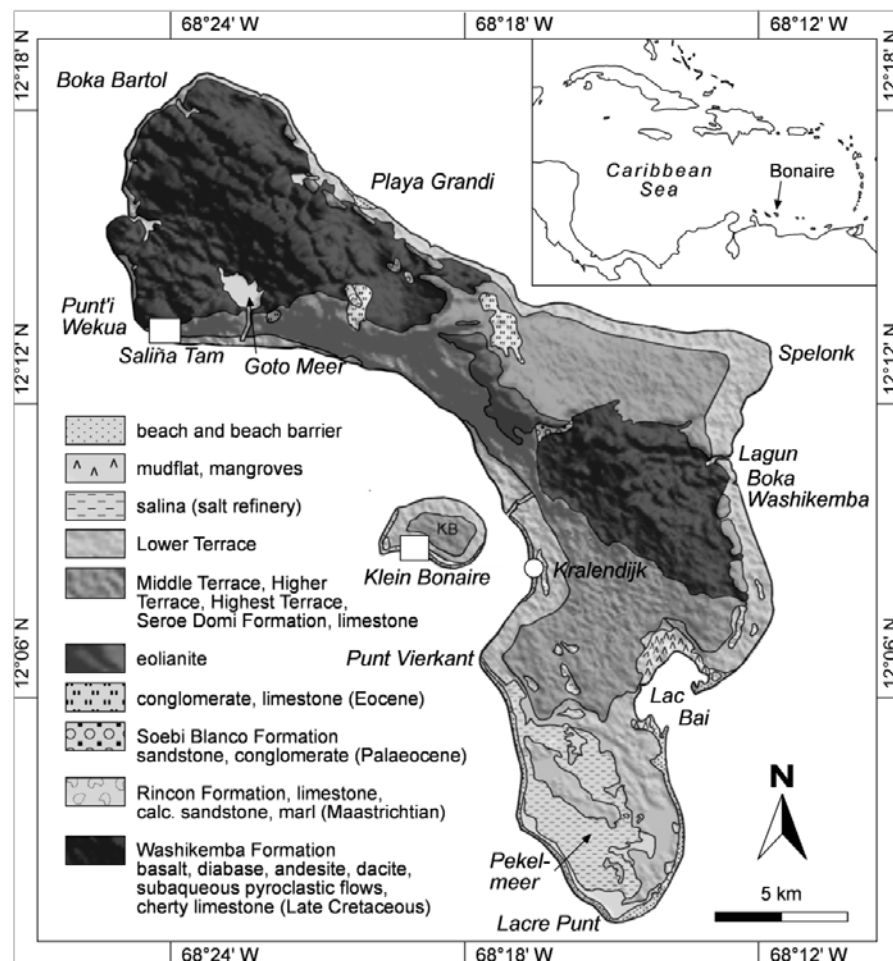 68°24' W
68°18' W
68°12' W
12°18' N
12°18' N
Boka Bartol
Playa Grandi
Caribbean
Sea
Bonaire
Punt'i
Wekua
Saliña Tam
Goto Meer
12°12' N
12°12' N
Spelonk
Lagun
Boka
Washikemba
KB
Klein Bonaire
Kralendijk
Punt Vierkant
12°06' N
12°06' N
Lac
Bai
Pekel-
meer
Lacre Punt
beach and beach barrier
mudflat, mangroves
salina (salt refinery)
Lower Terrace
Middle Terrace, Higher
Terrace, Highest Terrace,
Seroe Domi Formation, limestone
eolianite
conglomerate, limestone (Eocene)
Soebi Blanco Formation
sandstone, conglomerate (Palaeocene)
Rincon Formation, limestone,
calc. sandstone, marl (Maastrichtian)
Washikemba Formation
basalt, diabase, andesite, dacite,
subaqueous pyroclastic flows,
cherty limestone (Late Cretaceous)
N
5 km
68°24' W
68°18' W
68°12' W